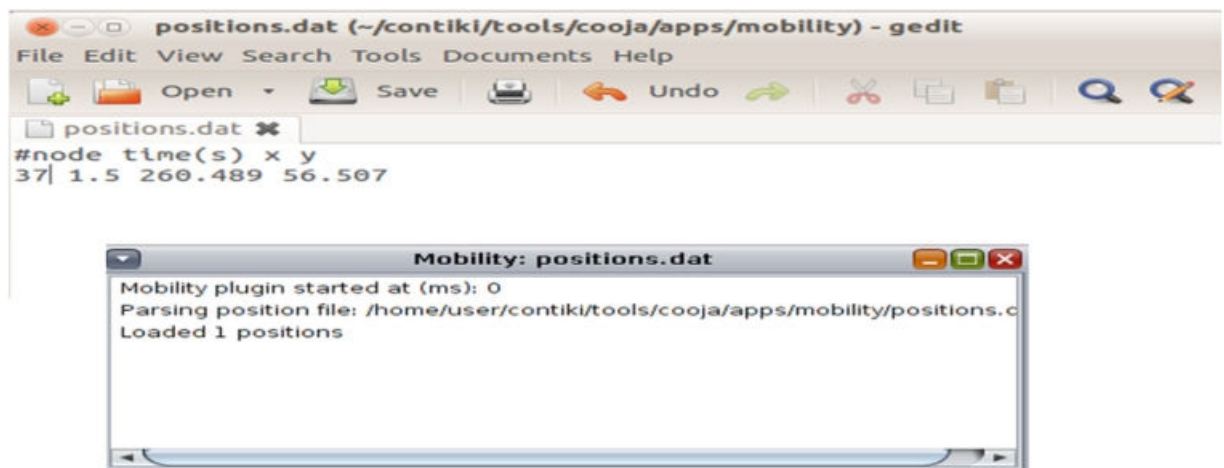 positions.dat (~/contiki/tools/cooja/apps/mobility) - gedit
File Edit View Search Tools Documents Help
Open Save Undo
positions.dat
#node time(s) x y
37 1.5 260.489 56.507
Mobility: positions.dat
Mobility plugin started at (ms): 0
Parsing position file: /home/user/contiki/tools/cooja/apps/mobility/positions.c
Loaded 1 positions